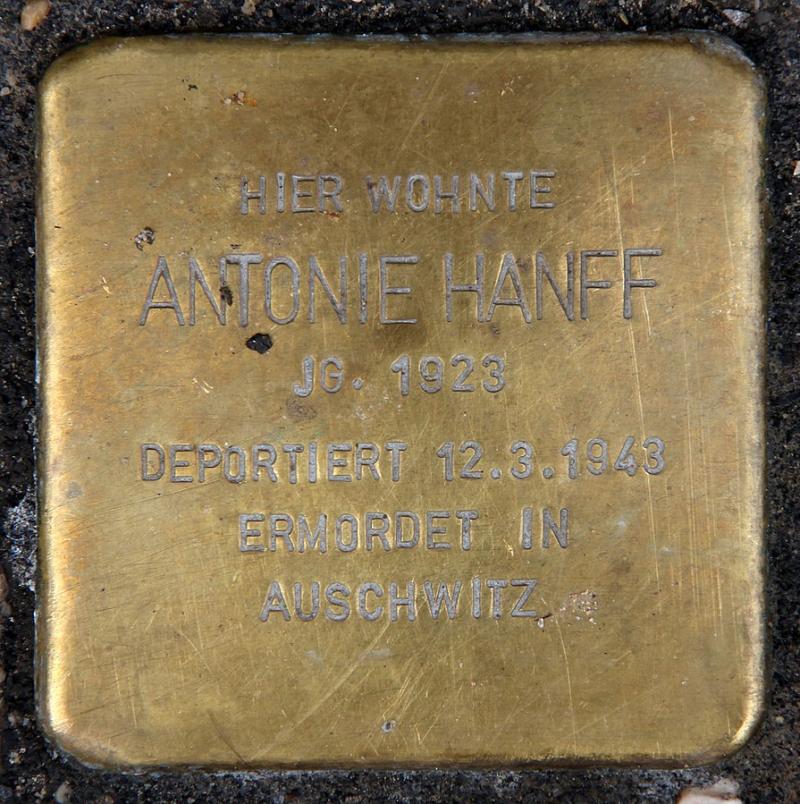 HIER WOHNTE
ANTONIE HANFF
JG. 1923
DEPORTIERT 12.3.1943
ERMORDET IN
AUSCHWITZ